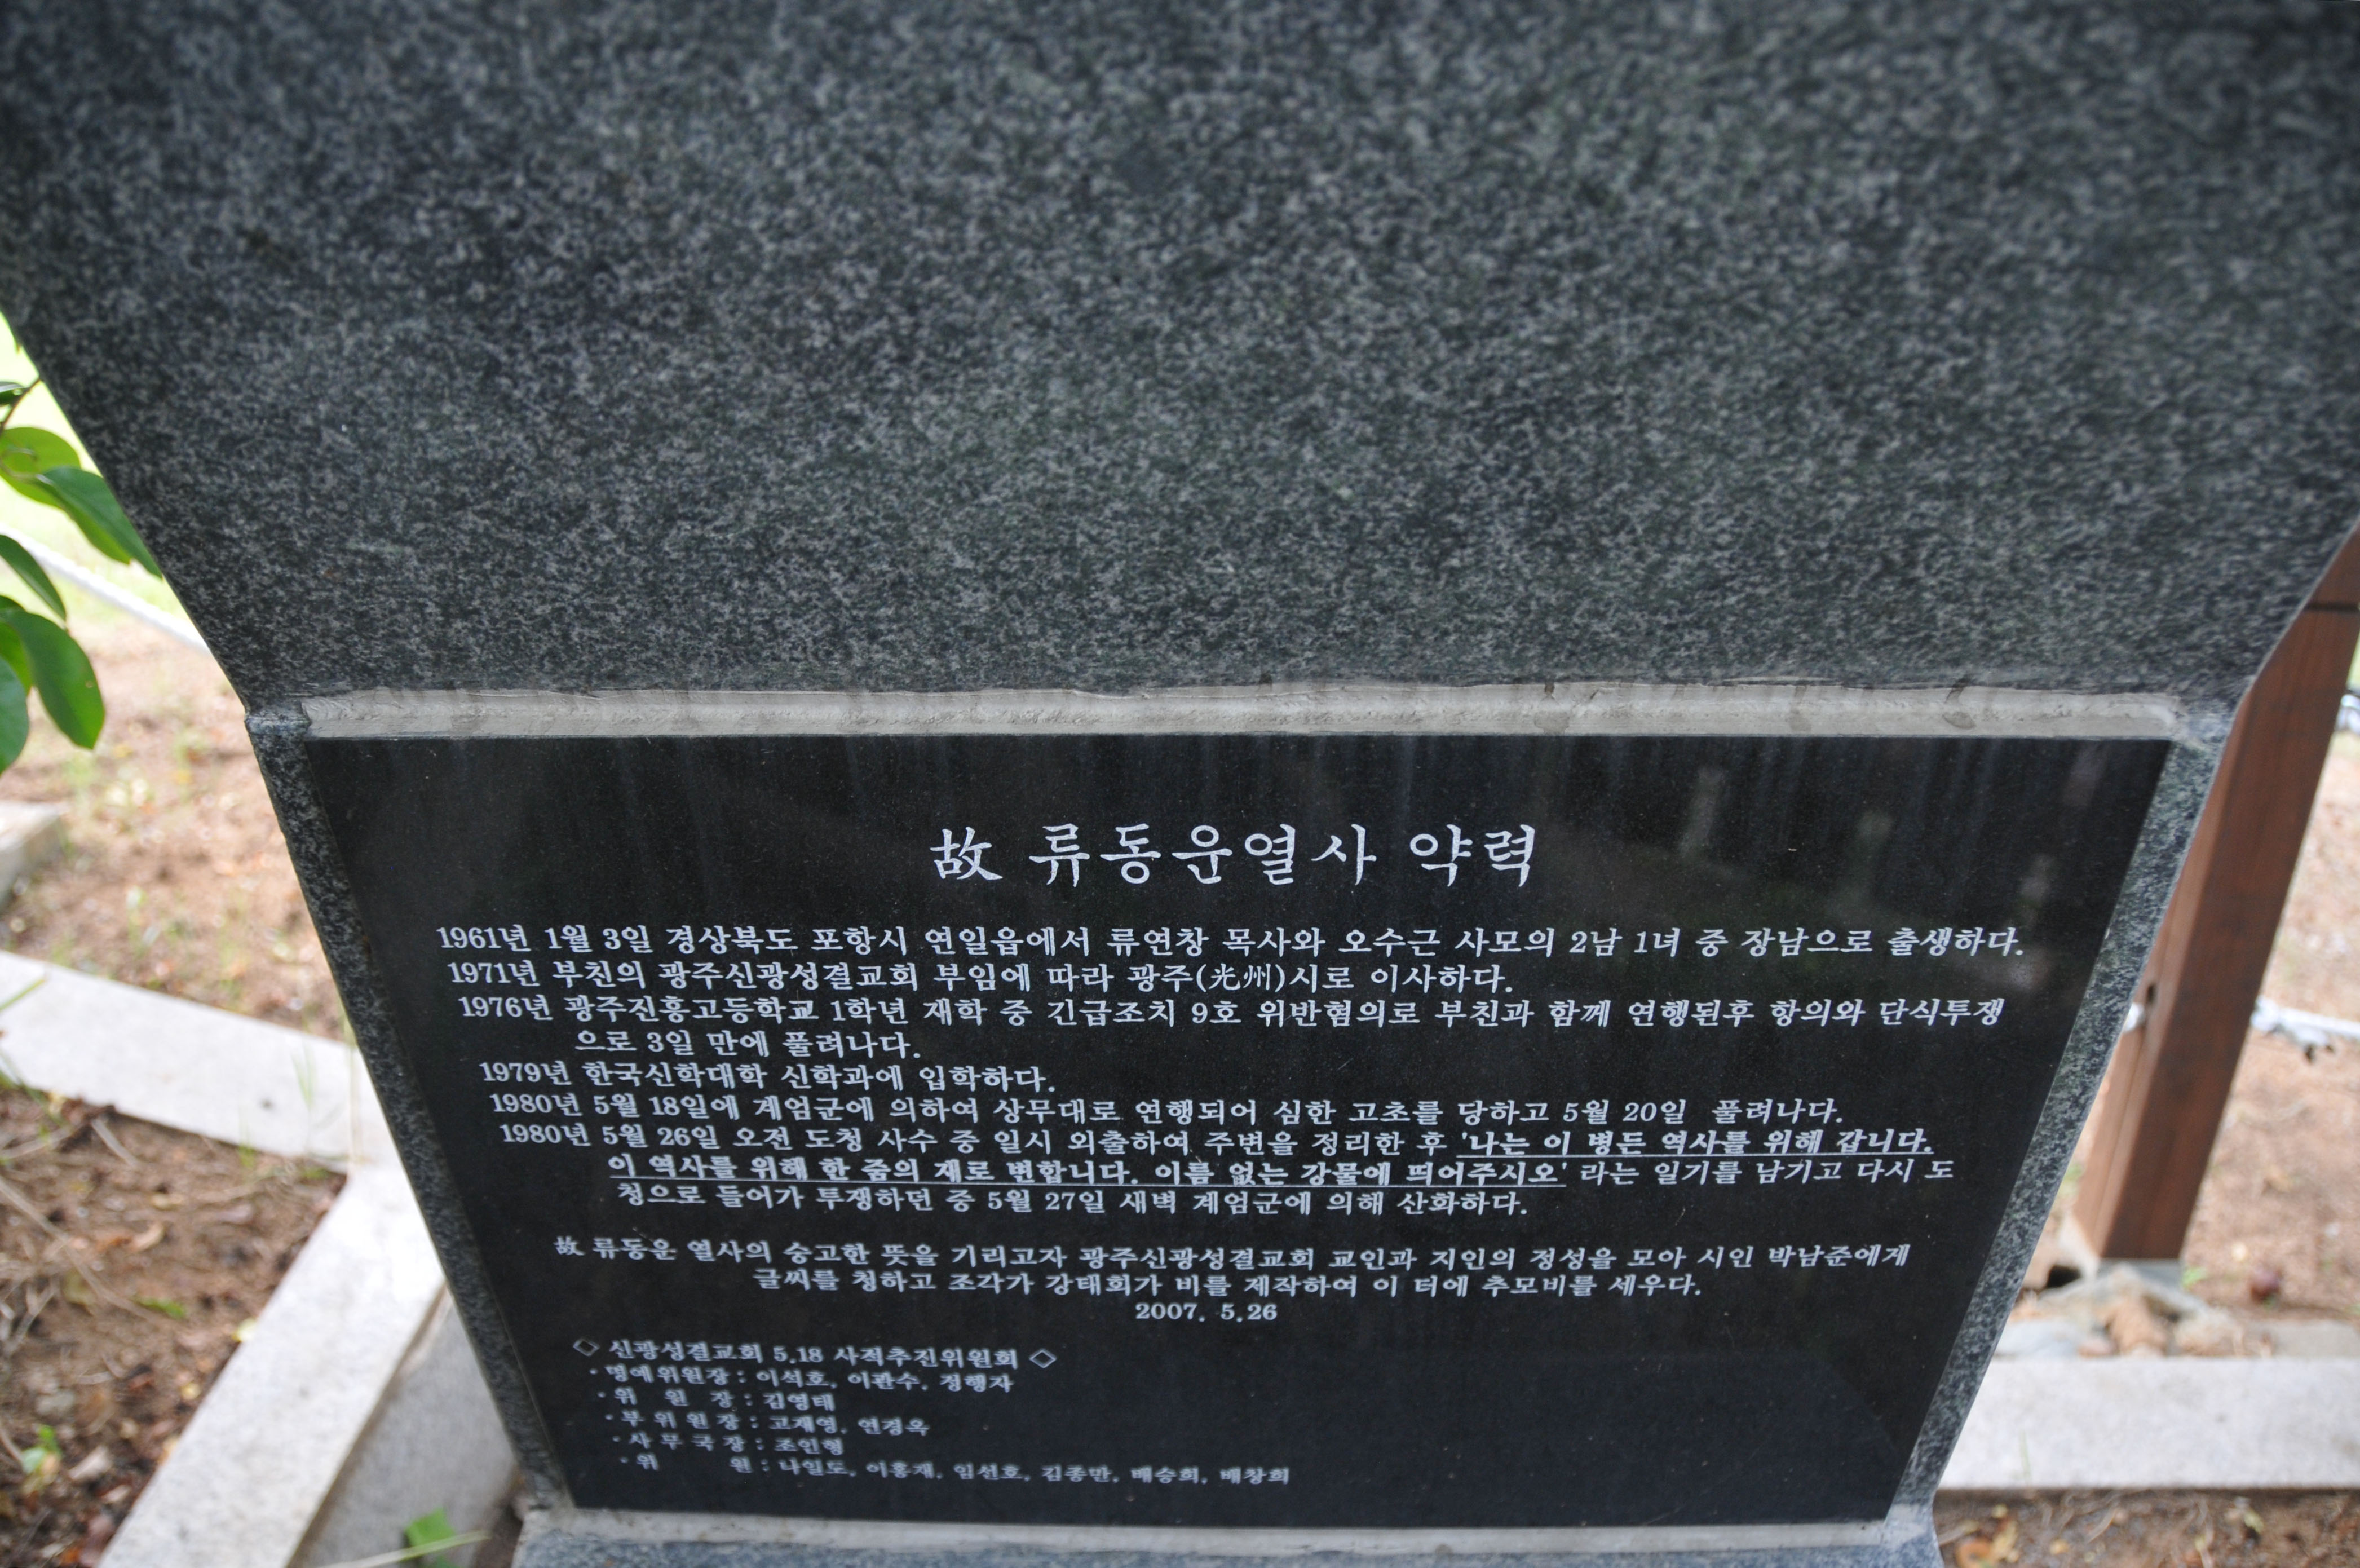 故 류동운열사 약력
1961년 1월 3일 경상북도 포항시 연일읍에서 류연창 목사와 오수근 사모의 2남 1녀 중 장남으로 출생하다.
1971년 부친의 광주신광성결교회 부임에 따라 광주(光州)시로 이사하다.
1976년 광주진흥고등학교 1학년 재학 중 긴급조치 9호 위반혐의로 부친과 함께 연행된후 항의와 단식투쟁
으로 3일 만에 풀려나다.
1979년 한국신학대학 신학과에 입학하다.
1980년 5월 18일에 계엄군에 의하여 상무대로 연행되어 심한 고초를 당하고 5월 20일 풀려나다.
1980년 5월 26일 오전 도청 사수 중 일시 외출하여 주변을 정리한 후 '나는 이 병든 역사를 위해 갑니다.
이 역사를 위해 한 줌의 재로 변합니다. 이름 없는 강물에 띄어주시오' 라는 일기를 남기고 다시 도
청으로 들어가 투쟁하던 중 5월 27일 새벽 계엄군에 의해 산화하다.
故 류동운 열사의 숭고한 뜻을 기리고자 광주신광성결교회 교인과 지인의 정성을 모아 시인 박남준에게
글씨를 청하고 조각가 강태회가 비를 제작하여 이 터에 추모비를 세우다.
2007. 5.26
◇ 신광성결교회 5.18 사적추진위원회 ◇
·명예위원장 : 이석호, 이관수, 정행자
·위 원 장 : 김영태
·부 위 원 장 : 고재영, 연경옥
·사 무 국 장 : 조인형
·위 원 : 나일도, 이홍재, 임선호, 김종만, 배승희, 배창희